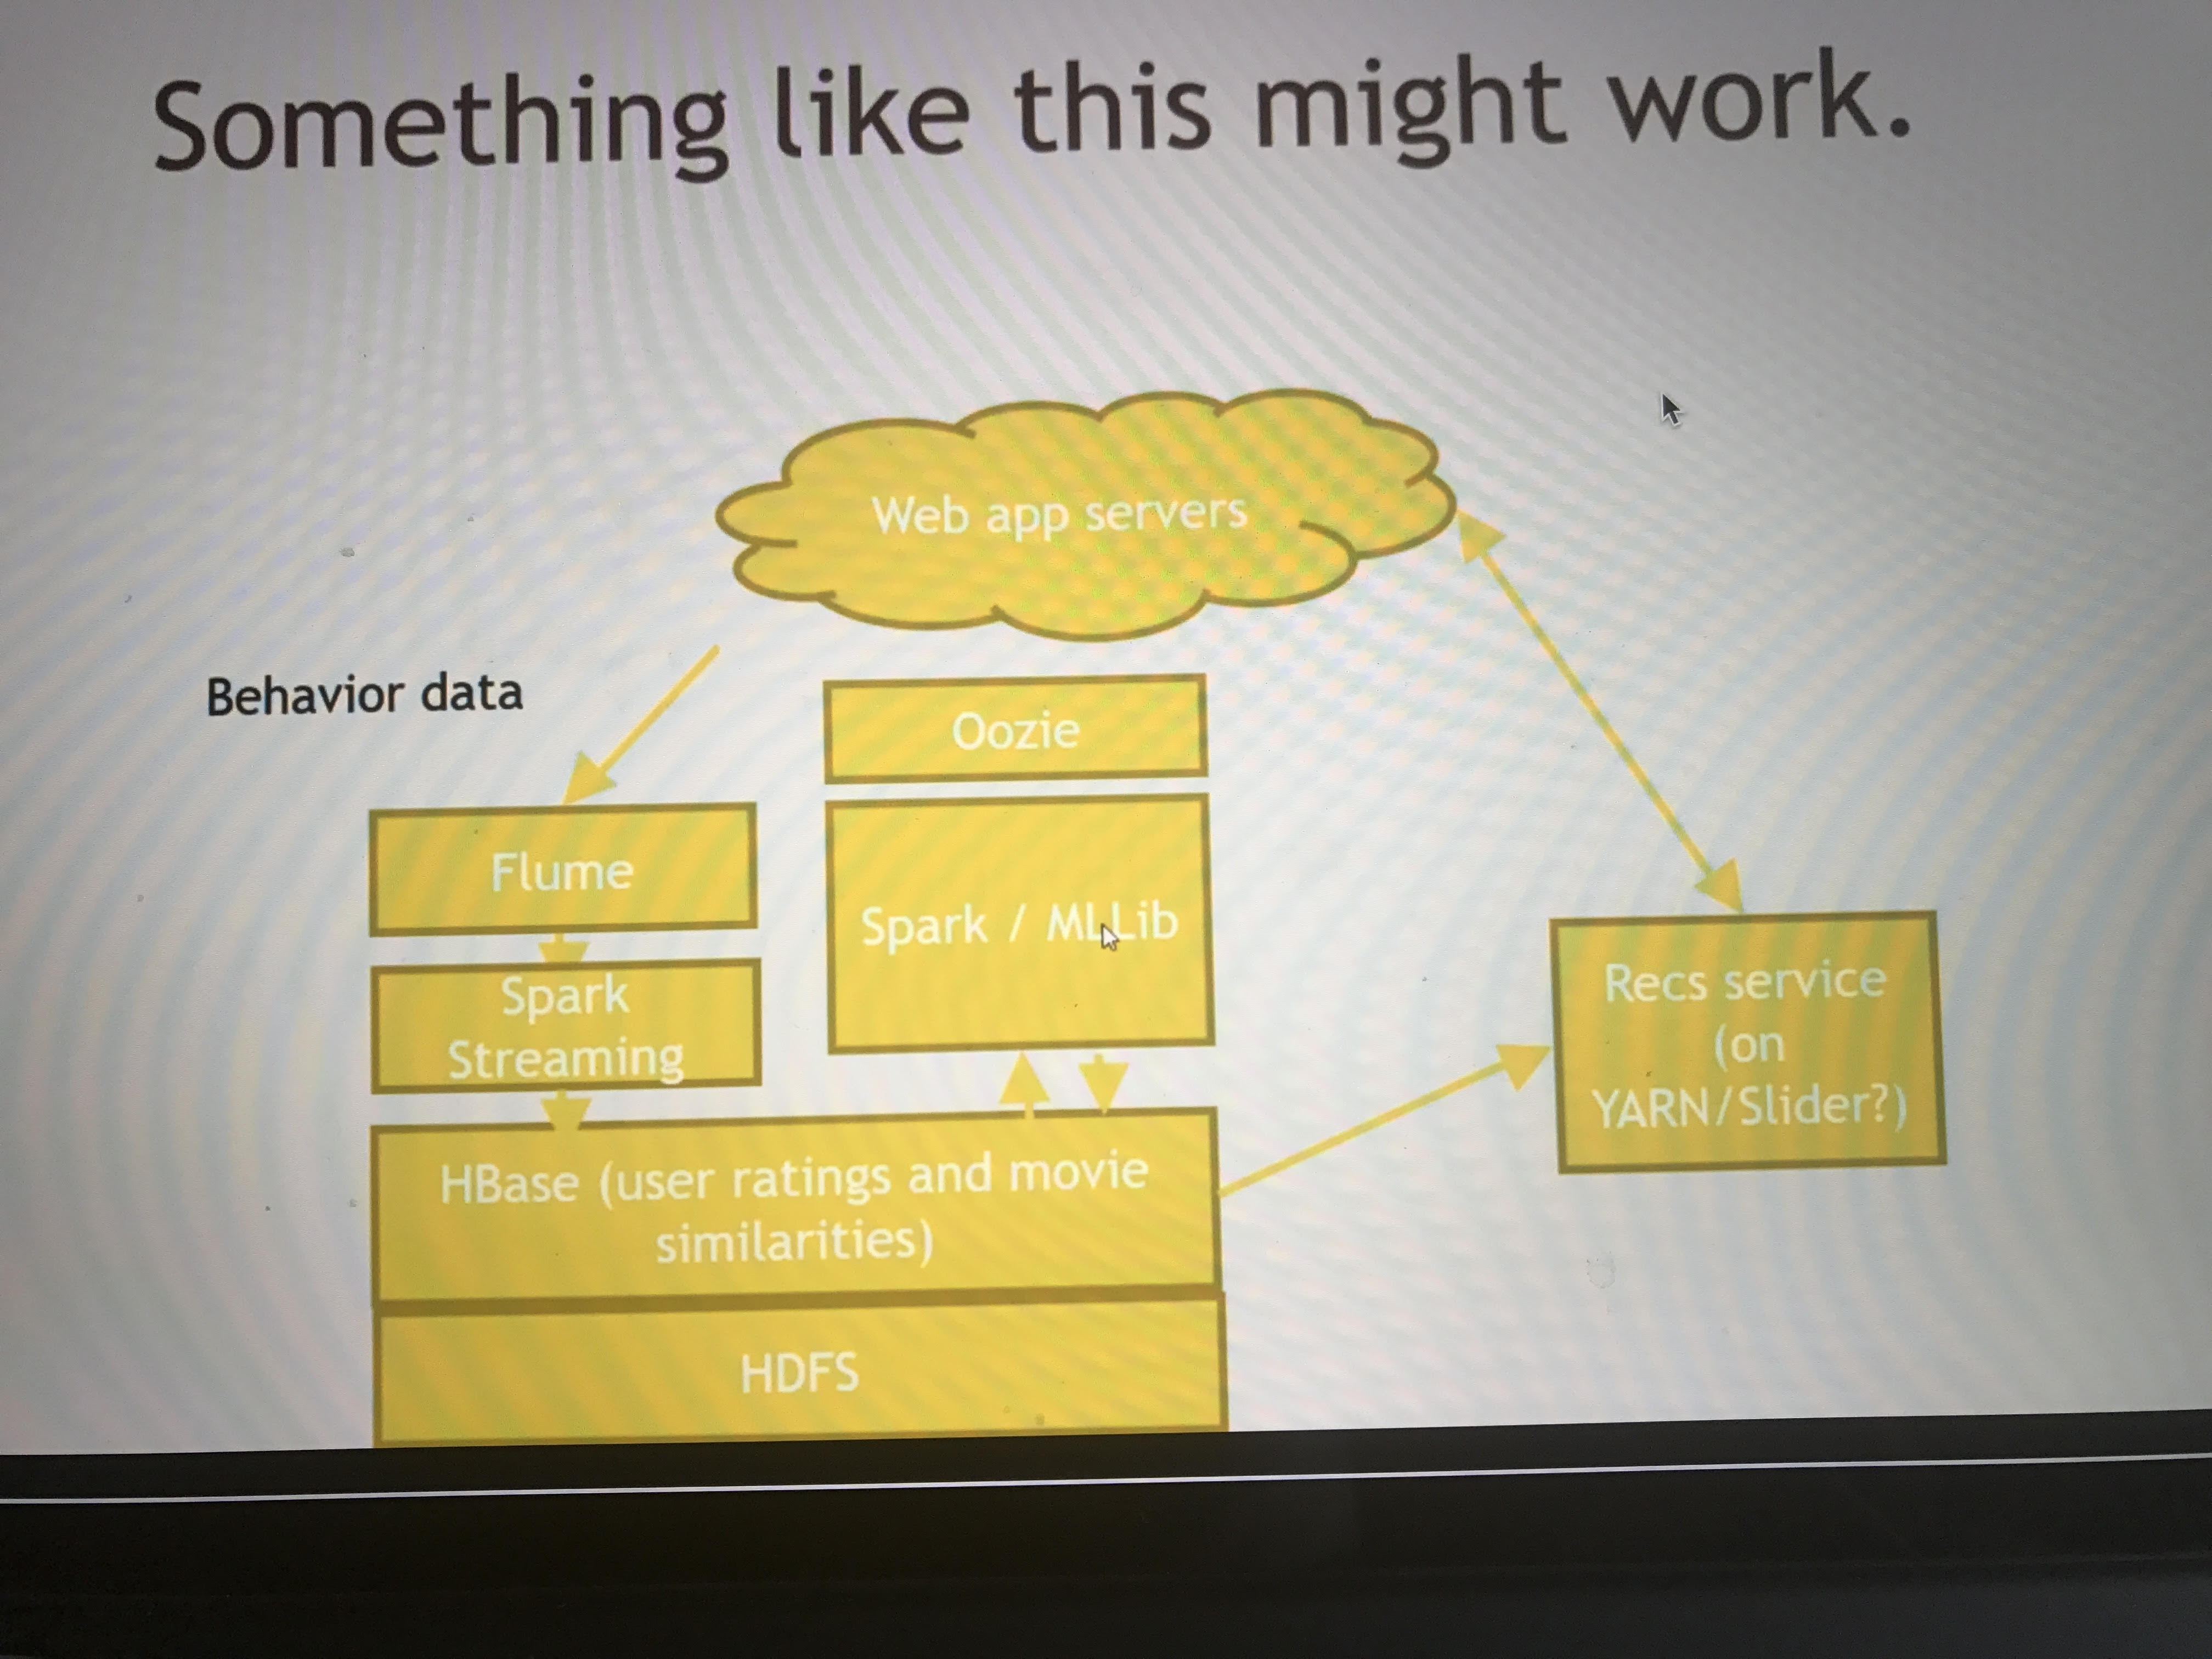 Something like this might work.
Web app servers
Behavior data
Oozie
Flume
Spark / MLLib
Spark
Streaming
Recs service
(on
YARN/Slider?)
HBase (user ratings and movie
similarities)
HDFS